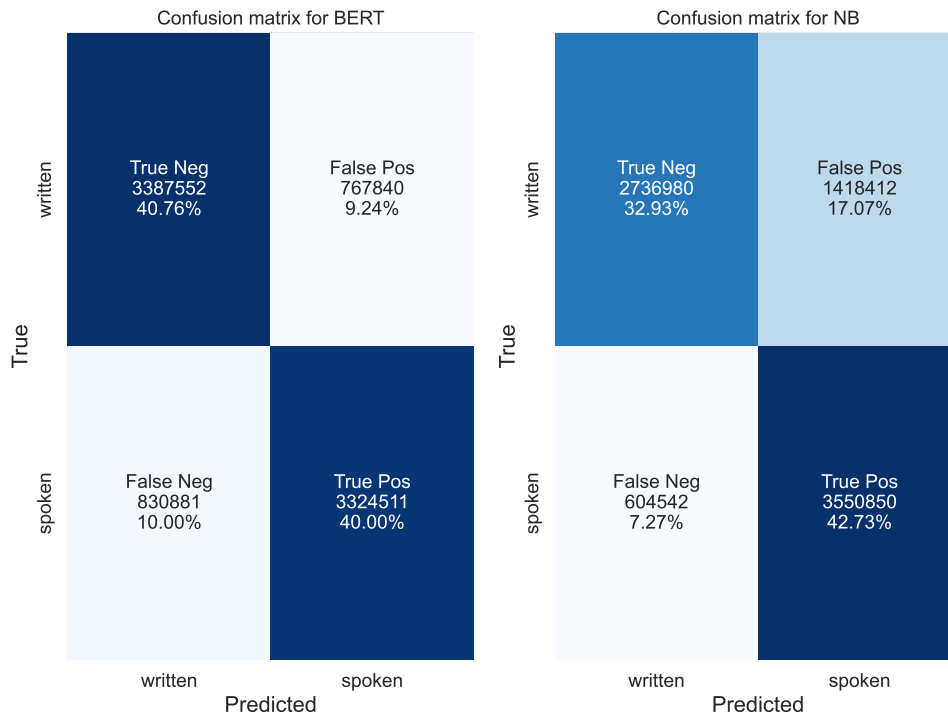 Confusion matrix for BERT
True
written
spoken
True Neg
3387552
40.76%
False Pos
767840
9.24%
False Neg
830881
10.00%
True Pos
3324511
40.00%
written
spoken
Predicted
Confusion matrix for NB
True
written
spoken
True Neg
2736980
32.93%
False Pos
1418412
17.07%
False Neg
604542
7.27%
True Pos
3550850
42.73%
written
spoken
Predicted